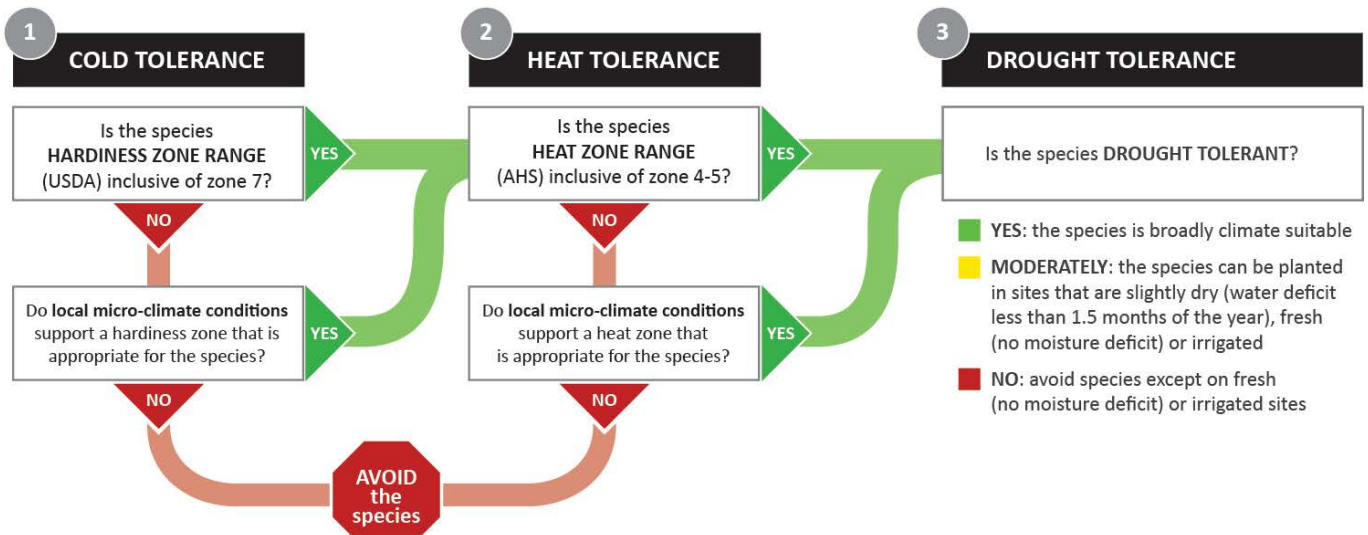 1
COLD TOLERANCE
Is the species
HARDINESS ZONE RANGE
(USDA) inclusive of zone 7?
YES
NO
Do local micro-climate conditions
support a hardiness zone that is
appropriate for the species?
YES
NO
2
HEAT TOLERANCE
Is the species
HEAT ZONE RANGE
(AHS) inclusive of zone 4-5?
YES
NO
Do local micro-climate conditions
support a heat zone that
is appropriate for the species?
YES
NO
AVOID
the
species
3
DROUGHT TOLERANCE
Is the species DROUGHT TOLERANT?
YES: the species is broadly climate suitable
MODERATELY: the species can be planted
in sites that are slightly dry (water deficit
less than 1.5 months of the year), fresh
(no moisture deficit) or irrigated
NO: avoid species except on fresh
(no moisture deficit) or irrigated sites